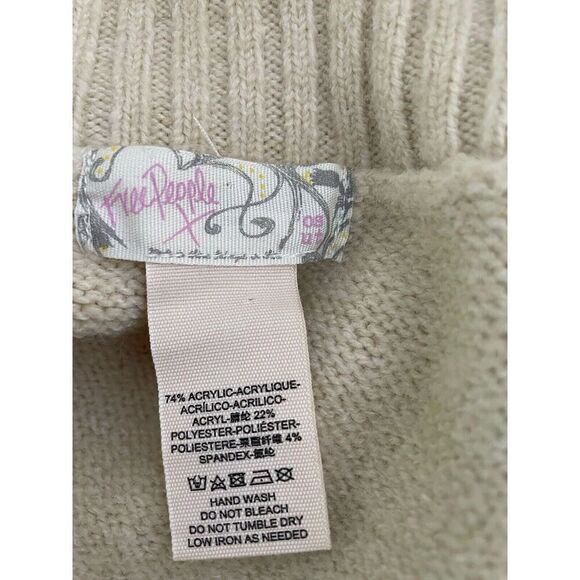 Free People
OS
74% ACRYLIC-ACRYLIQUE-
ACRÍLICO-ACRILICO-
ACRYL-腈纶 22%
POLYESTER-POLIÉSTER-
POLIESTERE-聚酯纤维 4%
SPANDEX-氨纶
HAND WASH
DO NOT BLEACH
DO NOT TUMBLE DRY
LOW IRON AS NEEDED